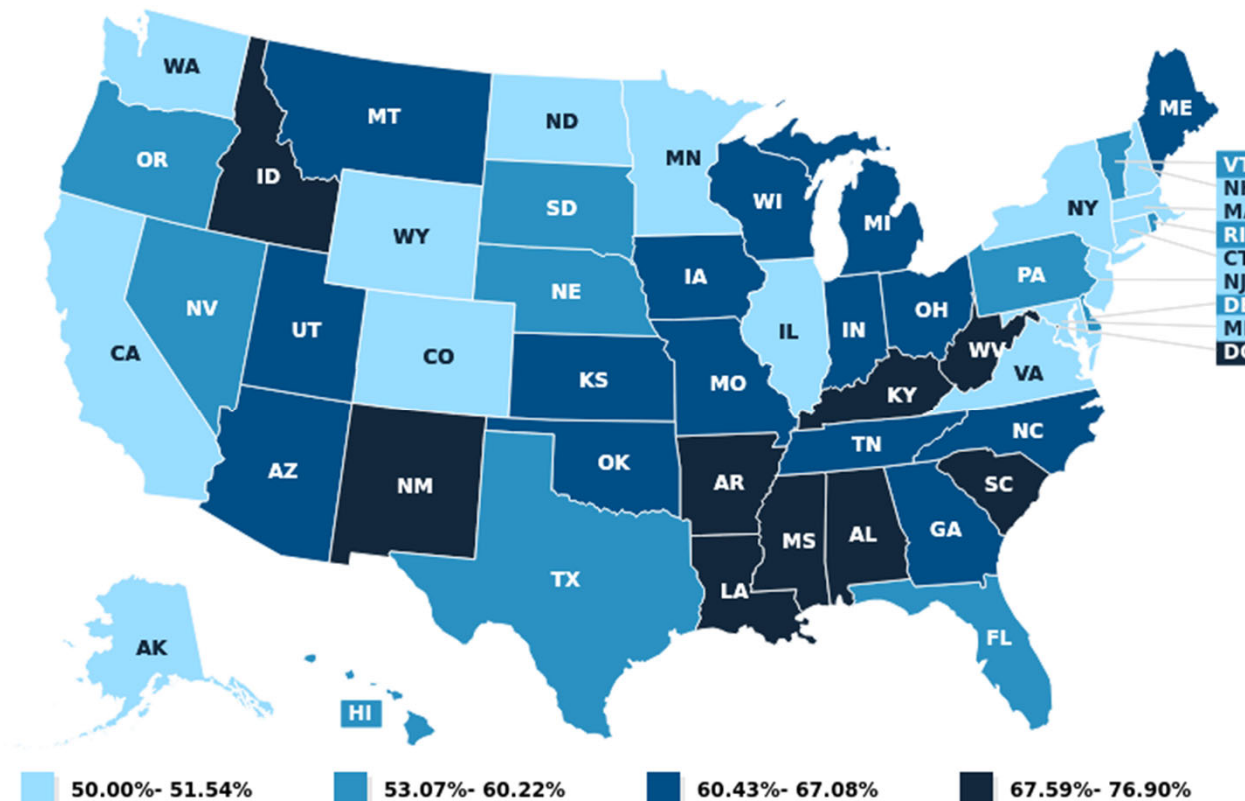 WA
ME
MT
ND
MN
OR
VT
ID
WI
SD
NY
MI
RI
WY
CT
IA
PA
NJ
NE
NV
OH
UT
IL
IN
CA
CO
WV
VA
KS
MO
KY
NC
TN
OK
AZ
AR
SC
NM
GA
AL
MS
TX
LA
FL
AK
HI
50.00%- 51.54% 53.07%- 60.22% 60.43%- 67.08% 67.59%- 76.90%